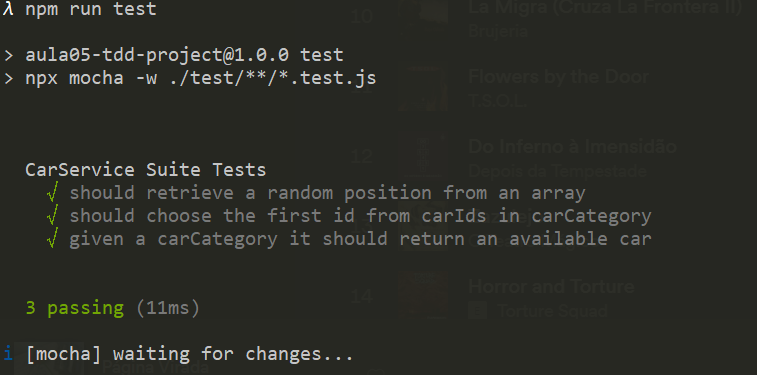 λ npm run test
> aula05-tdd-project@1.0.0 test
> npx mocha -w ./test/**/*.test.js
CarService Suite Tests
√ should retrieve a random position from an array
√ should choose the first id from carIds in carCategory
√ given a carCategory it should return an available car
3 passing (11ms)
i [mocha] waiting for changes...
10
La Migra (Cruza La Frontera II)
Brujeria
Flowers by the Door
T.S.O.L.
12
Do Inferno à Imensidão
Depois da Tempestade
14
Horror and Torture
Torture Squad